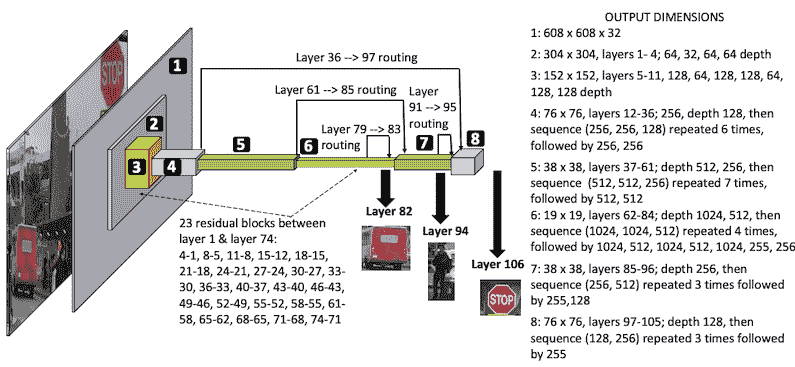 STOP
1
2
3
4
5
6
7
8
Layer 36 --> 97 routing
Layer 61 --> 85 routing
Layer
91 --> 95
routing
Layer
79 --> 83
routing
Layer 82
Layer 94
Layer 106
STOP
23 residual blocks between
layer 1 & layer 74:
4-1, 8-5, 11-8, 15-12, 18-15,
21-18, 24-21, 27-24, 30-27, 33-
30, 36-33, 40-37, 43-40, 46-43,
49-46, 52-49, 55-52, 58-55, 61-
58, 65-62, 68-65, 71-68, 74-71
OUTPUT DIMENSIONS
1: 608 x 608 x 32
2: 304 x 304, layers 1- 4; 64, 32, 64, 64 depth
3: 152 x 152, layers 5-11, 128, 64, 128, 128, 64,
128, 128 depth
4: 76 x 76, layers 12-36; 256, depth 128, then
sequence (256, 256, 128) repeated 6 times,
followed by 256, 256
5: 38 x 38, layers 37-61; depth 512, 256, then
sequence (512, 512, 256) repeated 7 times,
followed by 512, 512
6: 19 x 19, layers 62-84; depth 1024, 512, then
sequence (1024, 1024, 512) repeated 4 times,
followed by 1024, 512, 1024, 512, 1024, 255, 256
7: 38 x 38, layers 85-96; depth 256, then
sequence (256, 512) repeated 3 times followed
by 255,128
8: 76 x 76, layers 97-105; depth 128, then
sequence (128, 256) repeated 3 times followed
by 255